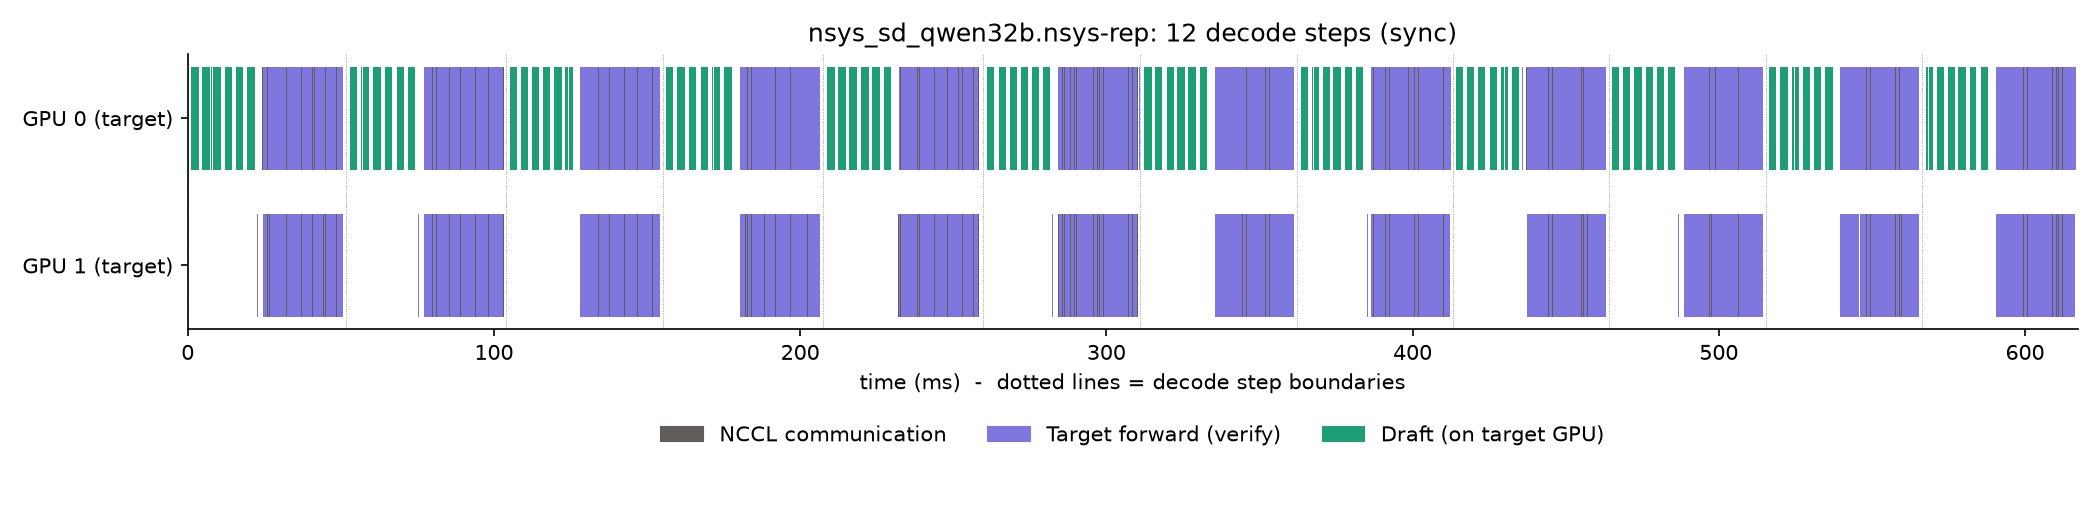 nsys_sd_qwen32b.nsys-rep: 12 decode steps (sync)
GPU 0 (target)
GPU 1 (target)
0 100 200 300 400 500 600
time (ms)  -  dotted lines = decode step boundaries
NCCL communication Target forward (verify) Draft (on target GPU)